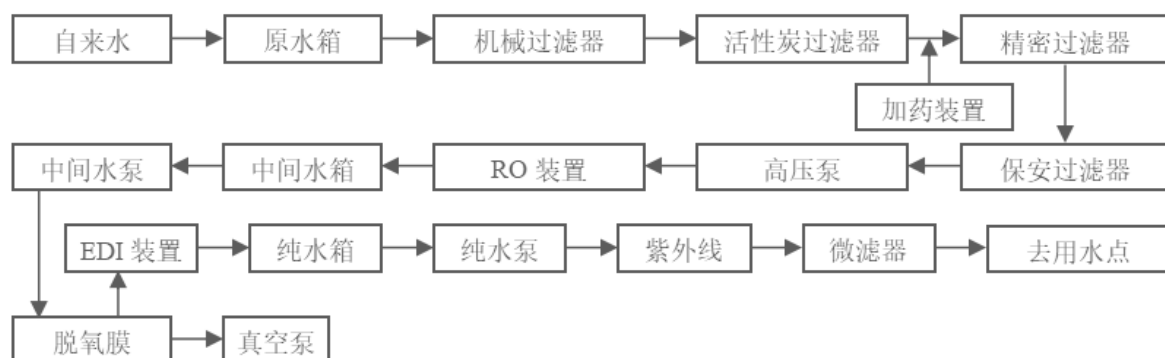 自来水 原水箱 机械过滤器 活性炭过滤器 精密过滤器
加药装置
中间水泵 中间水箱 RO 装置 高压泵 保安过滤器
EDI 装置 纯水箱 纯水泵 紫外线 微滤器 去用水点
脱氧膜 真空泵